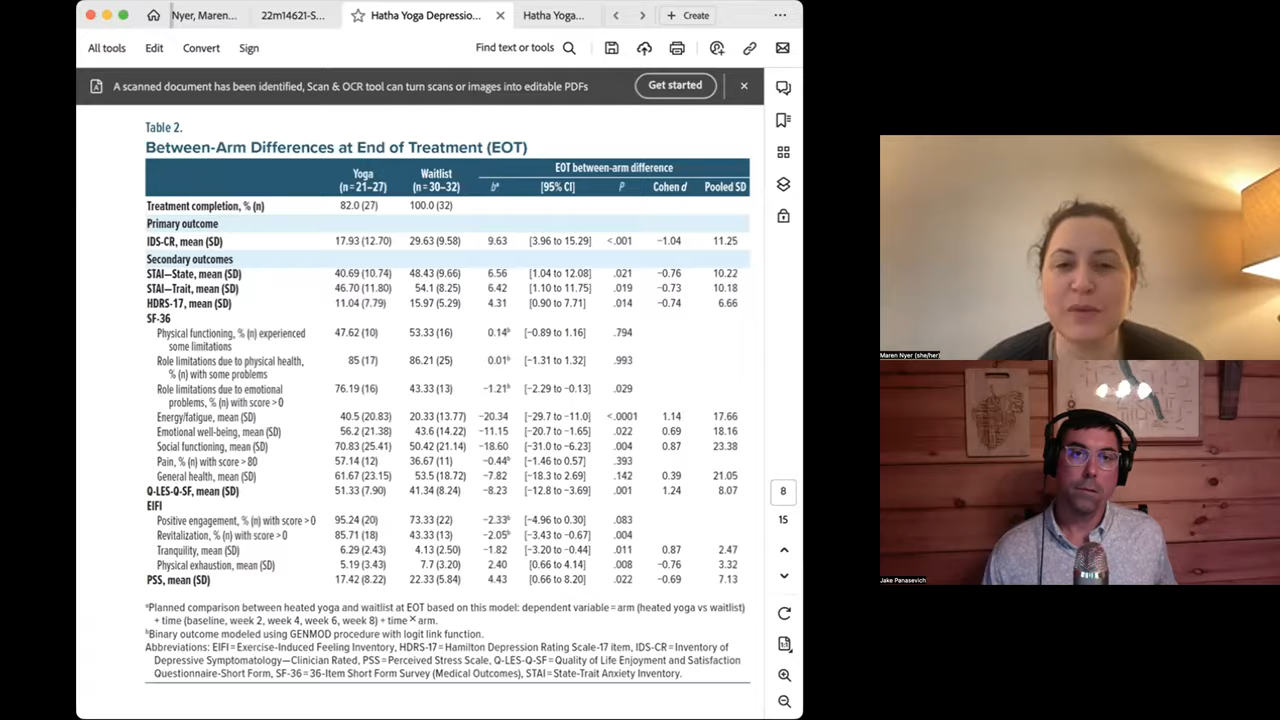 Nyer, Maren...
22m14621-S...
Hatha Yoga Depressio...
Hatha Yoga...
Create
All tools
Edit
Convert
Sign
Find text or tools
A scanned document has been identified, Scan & OCR tool can turn scans or images into editable PDFs
Get started
Table 2.
Between-Arm Differences at End of Treatment (EOT)
Yoga (n=21–27) Waitlist (n=30–32) EOT between-arm difference
bᵃ [95% CI] P Cohen d Pooled SD
Treatment completion, % (n) 82.0 (27) 100.0 (32)
Primary outcome
IDS-CR, mean (SD) 17.93 (12.70) 29.63 (9.58) 9.63 [3.96 to 15.29] <.001 −1.04 11.25
Secondary outcomes
STAI—State, mean (SD) 40.69 (10.74) 48.43 (9.66) 6.56 [1.04 to 12.08] .021 −0.76 10.22
STAI—Trait, mean (SD) 46.70 (11.80) 54.1 (8.25) 6.42 [1.10 to 11.75] .019 −0.73 10.18
HDRS-17, mean (SD) 11.04 (7.79) 15.97 (5.29) 4.31 [0.90 to 7.71] .014 −0.74 6.66
SF-36
Physical functioning, % (n) experienced 47.62 (10) 53.33 (16) 0.14ᵇ [−0.89 to 1.16] .794
some limitations
Role limitations due to physical health, 85 (17) 86.21 (25) 0.01ᵇ [−1.31 to 1.32] .993
% (n) with some problems
Role limitations due to emotional 76.19 (16) 43.33 (13) −1.21ᵇ [−2.29 to −0.13] .029
problems, % (n) with score >0
Energy/fatigue, mean (SD) 40.5 (20.83) 20.33 (13.77) −20.34 [−29.7 to −11.0] <.0001 1.14 17.66
Emotional well-being, mean (SD) 56.2 (21.38) 43.6 (14.22) −11.15 [−20.7 to −1.65] .022 0.69 18.16
Social functioning, mean (SD) 70.83 (25.41) 50.42 (21.14) −18.60 [−31.0 to −6.23] .004 0.87 23.38
Pain, % (n) with score >80 57.14 (12) 36.67 (11) −0.44ᵇ [−1.46 to 0.57] .393
General health, mean (SD) 61.67 (23.15) 53.5 (18.72) −7.82 [−18.3 to 2.69] .142 0.39 21.05
Q-LES-Q-SF, mean (SD) 51.33 (7.90) 41.34 (8.24) −8.23 [−12.8 to −3.69] .001 1.24 8.07
EIFI
Positive engagement, % (n) with score >0 95.24 (20) 73.33 (22) −2.33ᵇ [−4.96 to 0.30] .083
Revitalization, % (n) with score >0 85.71 (18) 43.33 (13) −2.05ᵇ [−3.43 to −0.67] .004
Tranquility, mean (SD) 6.29 (2.43) 4.13 (2.50) −1.82 [−3.20 to −0.44] .011 0.87 2.47
Physical exhaustion, mean (SD) 5.19 (3.43) 7.7 (3.20) 2.40 [0.66 to 4.14] .008 −0.76 3.32
PSS, mean (SD) 17.42 (8.22) 22.33 (5.84) 4.43 [0.66 to 8.20] .022 −0.69 7.13
ᵃPlanned comparison between heated yoga and waitlist at EOT based on this model: dependent variable = arm (heated yoga vs waitlist)
+ time (baseline, week 2, week 4, week 6, week 8) + time × arm.
ᵇBinary outcome modeled using GENMOD procedure with logit link function.
Abbreviations: EIFI = Exercise-Induced Feeling Inventory, HDRS-17 = Hamilton Depression Rating Scale-17 item, IDS-CR = Inventory of
Depressive Symptomatology—Clinician Rated, PSS = Perceived Stress Scale, Q-LES-Q-SF = Quality of Life Enjoyment and Satisfaction
Questionnaire-Short Form, SF-36 = 36-Item Short Form Survey (Medical Outcomes), STAI = State-Trait Anxiety Inventory.
8
15
Maren Nyer (she/her)
Jake Panasevich